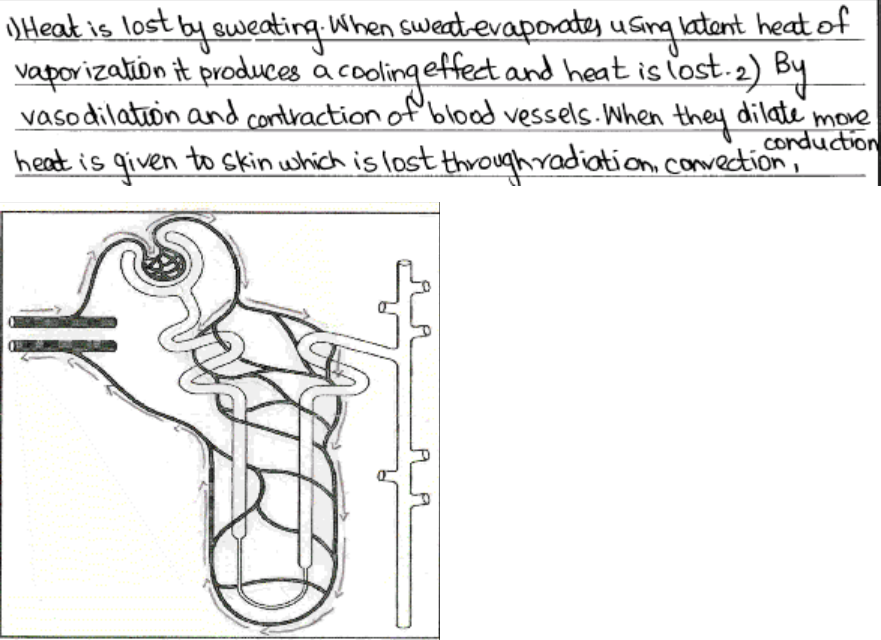 1) Heat is lost by sweating. When sweat evaporates using latent heat of
vaporization it produces a cooling effect and heat is lost. 2) By
vasodilation and contraction of blood vessels. When they dilate more
heat is given to skin which is lost through radiation, convection, conduction